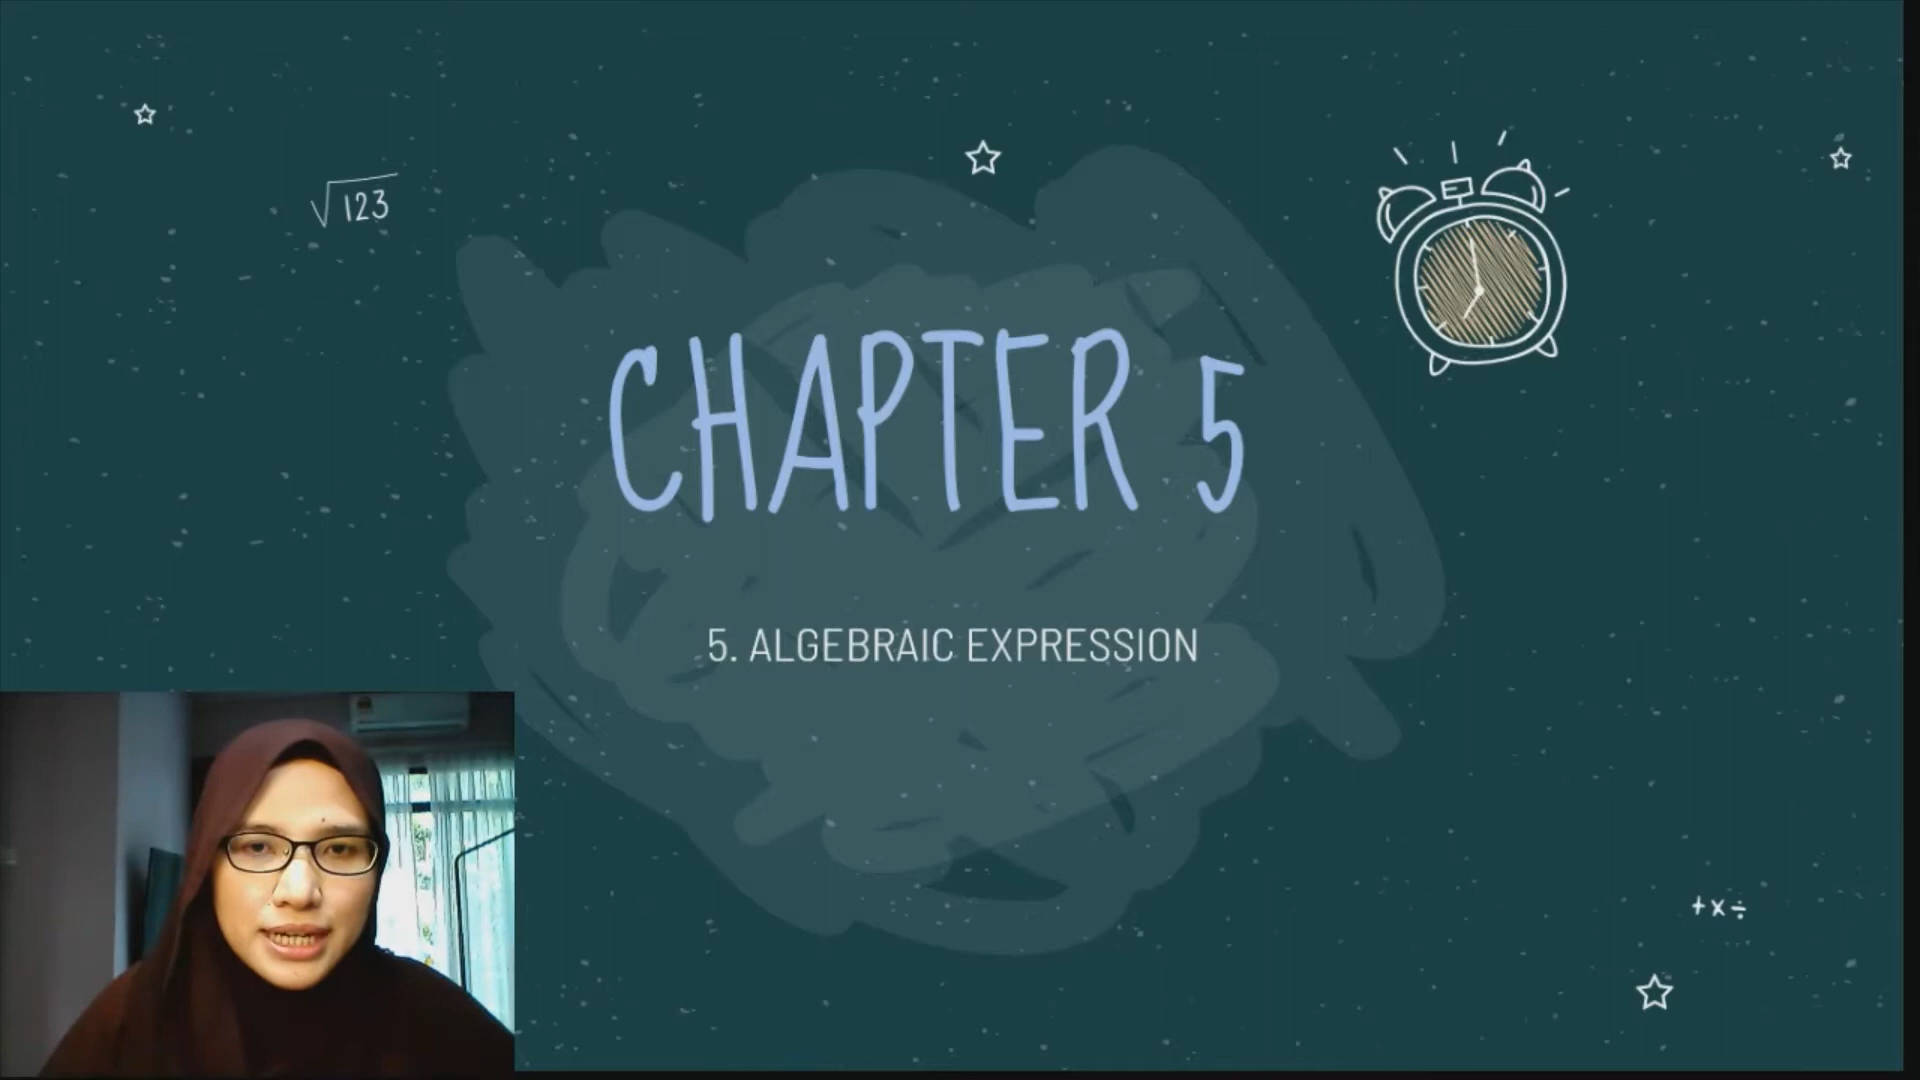 √123
CHAPTER 5
5. ALGEBRAIC EXPRESSION
+×÷